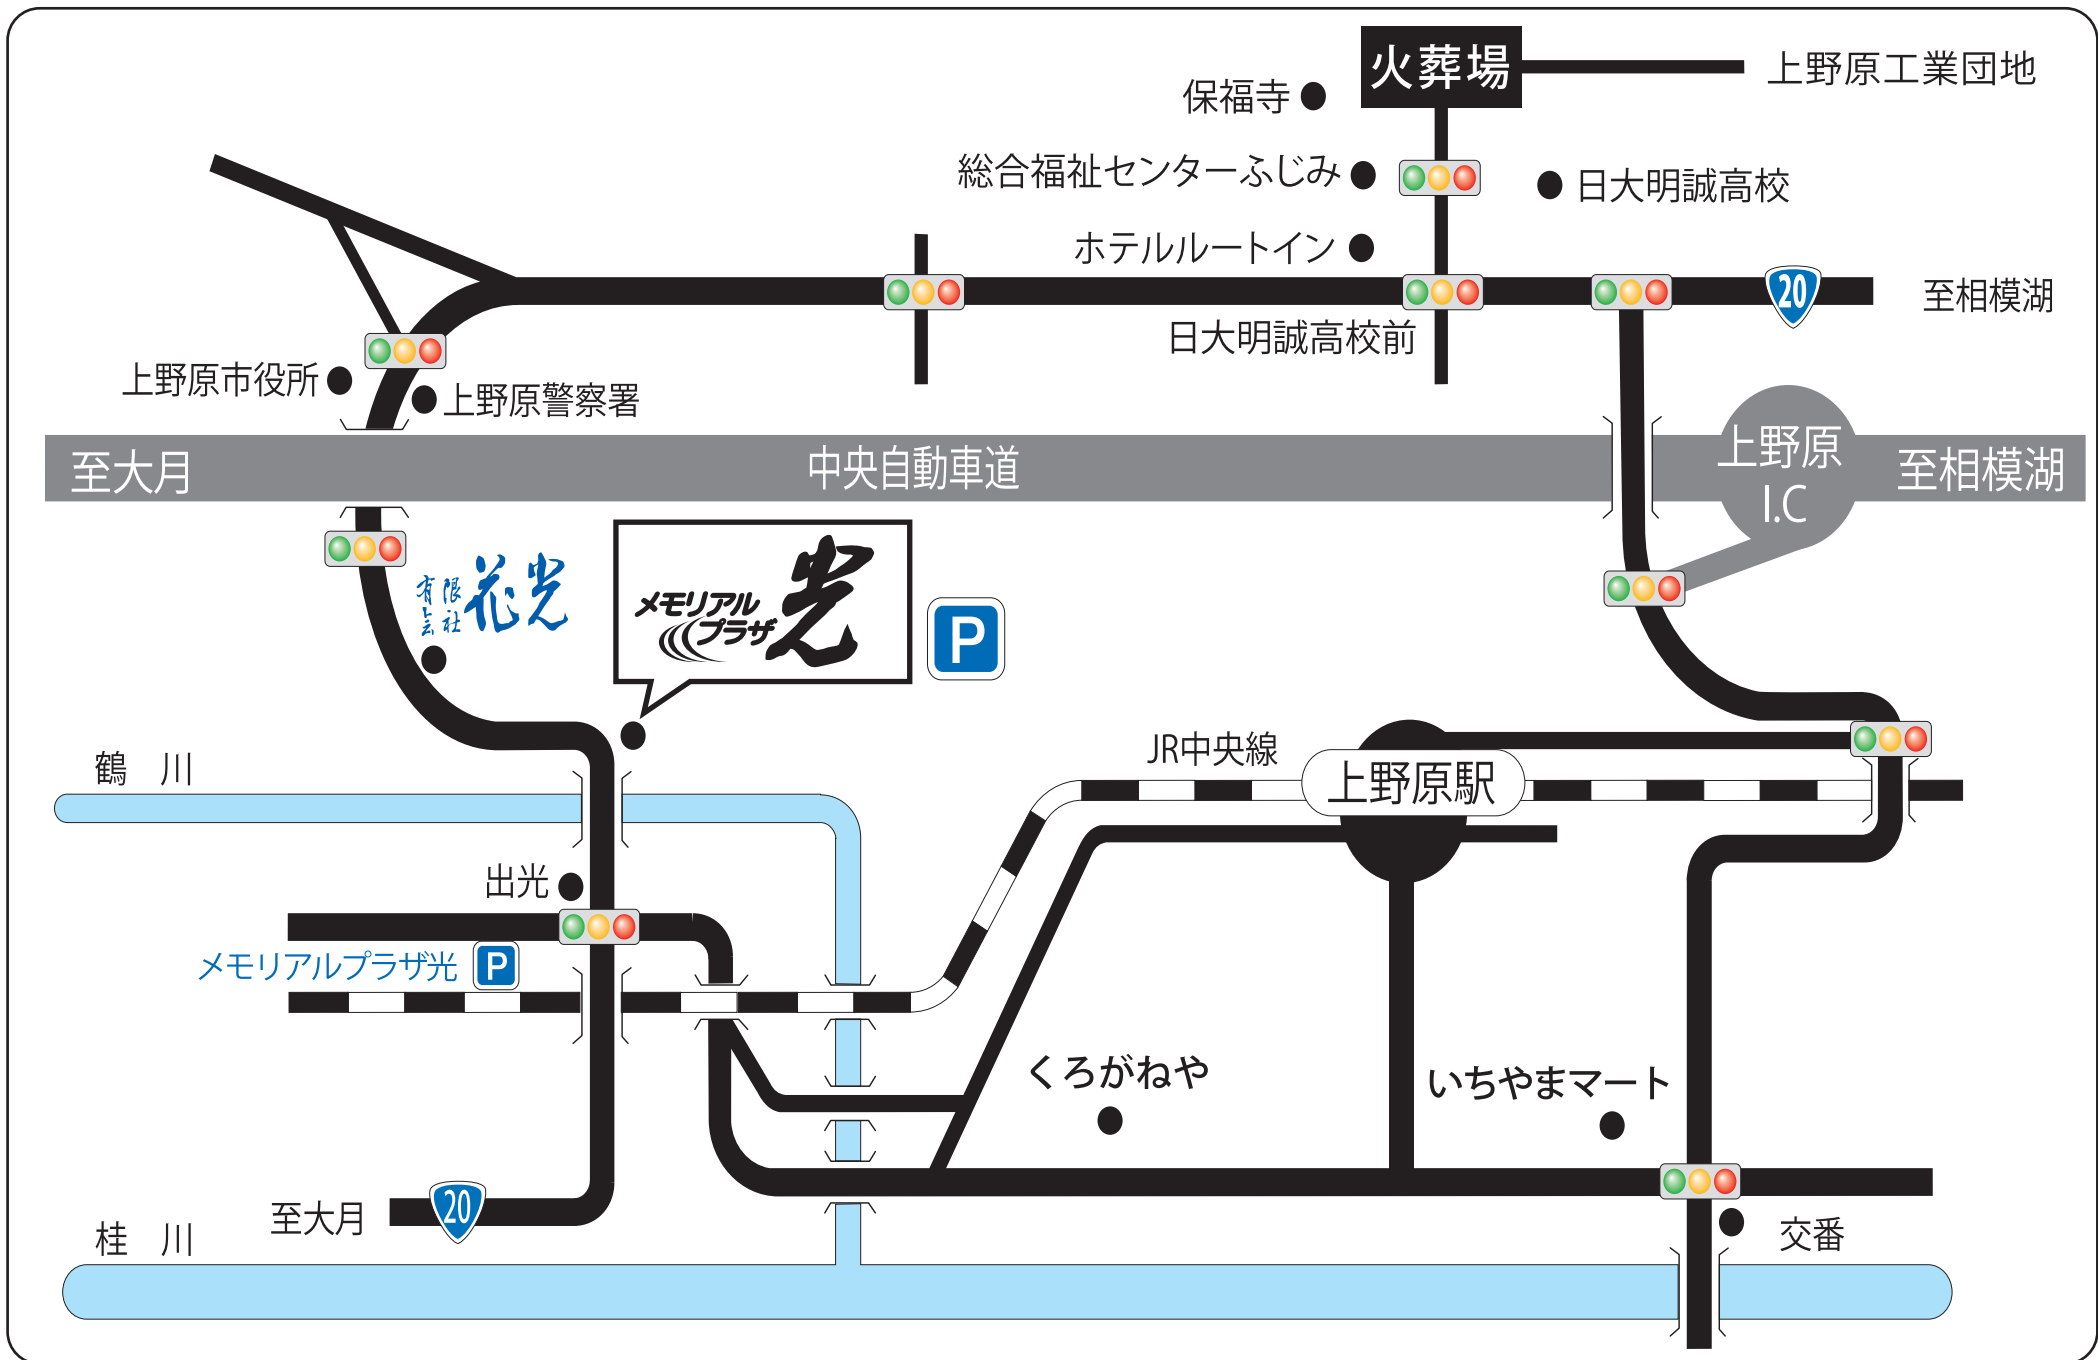 火葬場
上野原工業団地
保福寺
総合福祉センターふじみ
日大明誠高校
ホテルルートイン
20
至相模湖
日大明誠高校前
上野原市役所
上野原警察署
至大月
中央自動車道
上野原
I.C
至相模湖
有限会社 花光
メモリアル
プラザ 光
P
JR中央線
上野原駅
鶴 川
出光
メモリアルプラザ光 P
くろがねや
いちやまマート
至大月
20
桂 川
交番